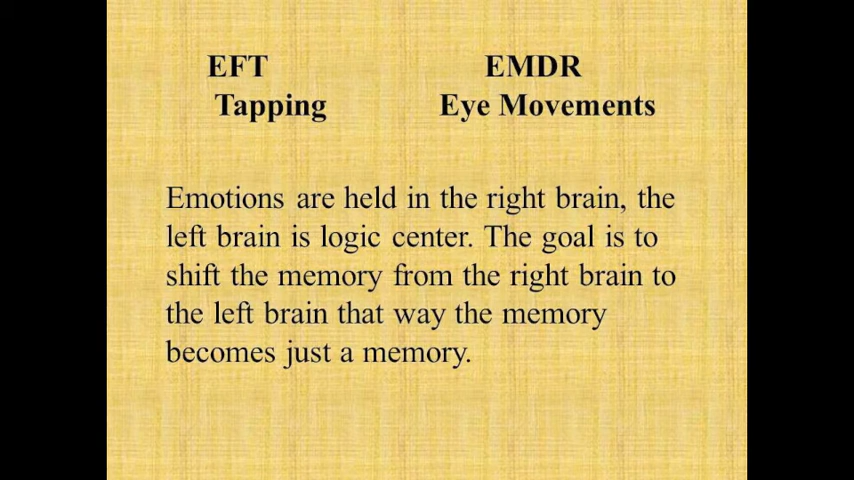 EFT EMDR
Tapping Eye Movements
Emotions are held in the right brain, the
left brain is logic center. The goal is to
shift the memory from the right brain to
the left brain that way the memory
becomes just a memory.